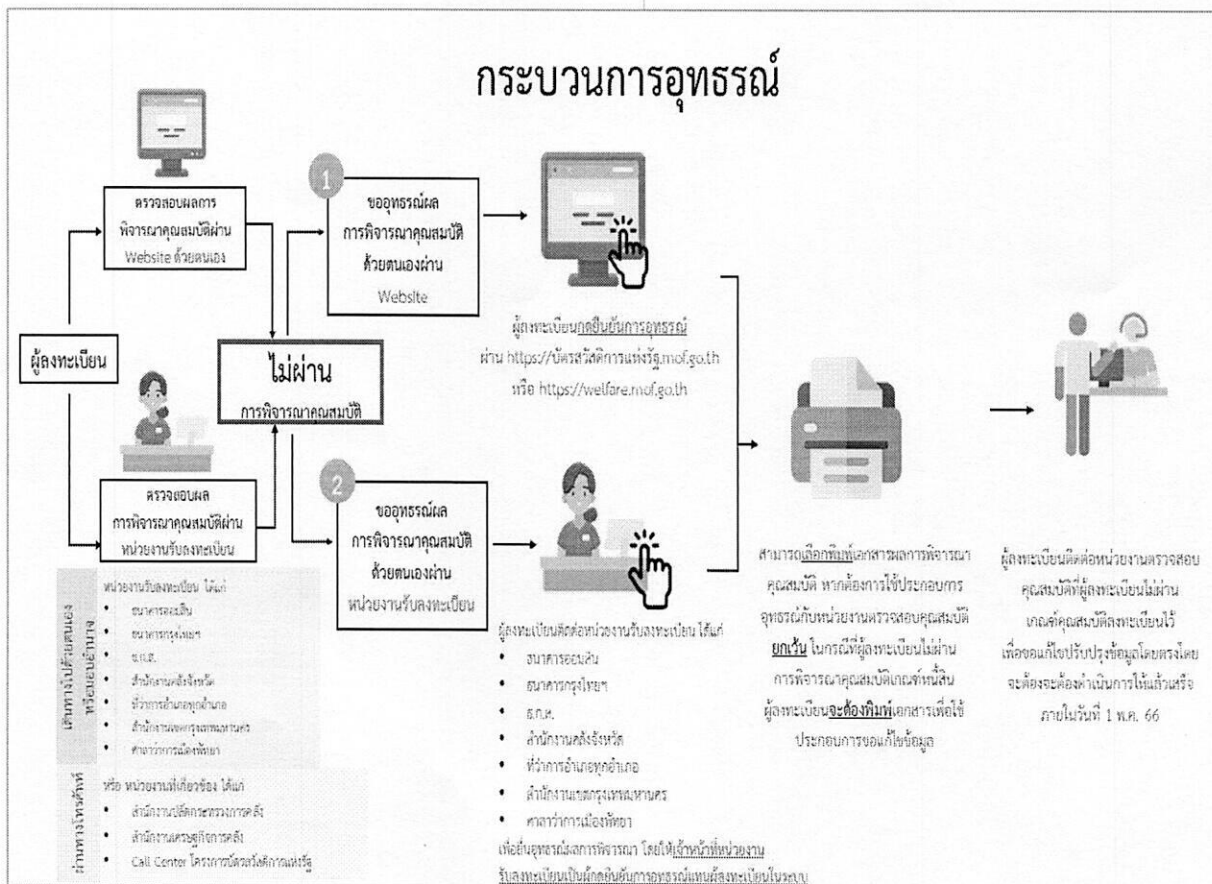 กระบวนการอุทธรณ์
ตรวจสอบผลการ
พิจารณาคุณสมบัติผ่าน
Website ด้วยตนเอง
ผู้ลงทะเบียน
ตรวจสอบผล
การพิจารณาคุณสมบัติผ่าน
หน่วยงานรับลงทะเบียน
ไม่ผ่าน
การพิจารณาคุณสมบัติ
1
ขออุทธรณ์ผล
การพิจารณาคุณสมบัติ
ด้วยตนเองผ่าน
Website
2
ขออุทธรณ์ผล
การพิจารณาคุณสมบัติ
ด้วยตนเองผ่าน
หน่วยงานรับลงทะเบียน
เดินทางไปด้วยตนเอง
หรือมอบอำนาจ
หน่วยงานรับลงทะเบียน ได้แก่
• ธนาคารออมสิน
• ธนาคารกรุงไทยฯ
• ธ.ก.ส.
• สำนักงานคลังจังหวัด
• ที่ว่าการอำเภอทุกอำเภอ
• สำนักงานเขตกรุงเทพมหานคร
• ศาลาว่าการเมืองพัทยา
ผ่านทางโทรศัพท์
หรือ หน่วยงานที่เกี่ยวข้อง ได้แก่
• สำนักงานปลัดกระทรวงการคลัง
• สำนักงานเศรษฐกิจการคลัง
• Call Center โครงการบัตรสวัสดิการแห่งรัฐ
ผู้ลงทะเบียนกดยืนยันการอุทธรณ์
ผ่าน https://บัตรสวัสดิการแห่งรัฐ.mof.go.th
หรือ https://welfare.mof.go.th
ผู้ลงทะเบียนติดต่อหน่วยงานรับลงทะเบียน ได้แก่
• ธนาคารออมสิน
• ธนาคารกรุงไทยฯ
• ธ.ก.ส.
• สำนักงานคลังจังหวัด
• ที่ว่าการอำเภอทุกอำเภอ
• สำนักงานเขตกรุงเทพมหานคร
• ศาลาว่าการเมืองพัทยา
เพื่อยื่นอุทธรณ์ผลการพิจารณา โดยให้เจ้าหน้าที่หน่วยงาน
รับลงทะเบียนเป็นผู้กดยืนยันการอุทธรณ์แทนผู้ลงทะเบียนในระบบ
สามารถเลือกพิมพ์เอกสารผลการพิจารณา
คุณสมบัติ หากต้องการใช้ประกอบการ
อุทธรณ์กับหน่วยงานตรวจสอบคุณสมบัติ
ยกเว้น ในกรณีที่ผู้ลงทะเบียนไม่ผ่าน
การพิจารณาคุณสมบัติเกณฑ์หนี้สิน
ผู้ลงทะเบียนจะต้องพิมพ์เอกสารเพื่อใช้
ประกอบการขอแก้ไขข้อมูล
ผู้ลงทะเบียนติดต่อหน่วยงานตรวจสอบ
คุณสมบัติที่ผู้ลงทะเบียนไม่ผ่าน
เกณฑ์คุณสมบัติลงทะเบียนไว้
เพื่อขอแก้ไขปรับปรุงข้อมูลโดยตรงโดย
จะต้องจะต้องดำเนินการให้แล้วเสร็จ
ภายในวันที่ 1 พ.ค. 66